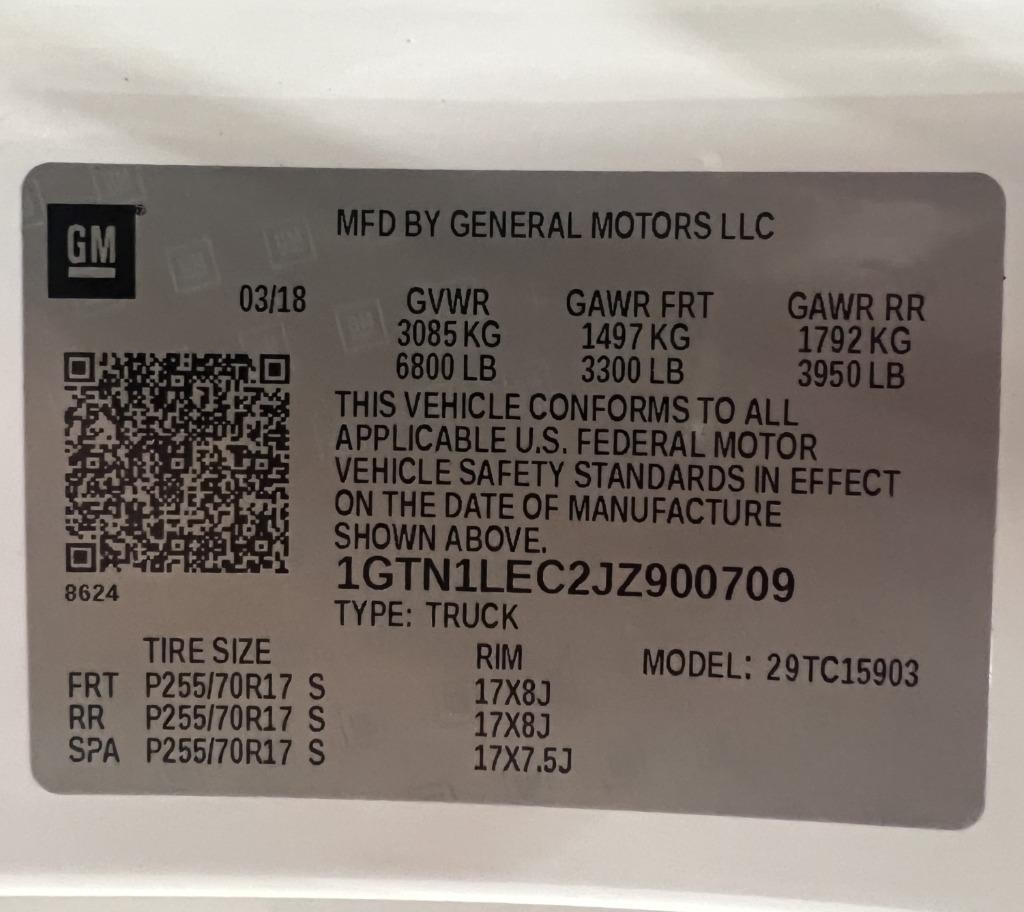 GM
MFD BY GENERAL MOTORS LLC
03/18 GVWR GAWR FRT GAWR RR
3085 KG 1497 KG 1792 KG
6800 LB 3300 LB 3950 LB
THIS VEHICLE CONFORMS TO ALL
APPLICABLE U.S. FEDERAL MOTOR
VEHICLE SAFETY STANDARDS IN EFFECT
ON THE DATE OF MANUFACTURE
SHOWN ABOVE.
1GTN1LEC2JZ900709
8624
TYPE: TRUCK
TIRE SIZE RIM MODEL: 29TC15903
FRT P255/70R17 S 17X8J
RR P255/70R17 S 17X8J
SPA P255/70R17 S 17X7.5J